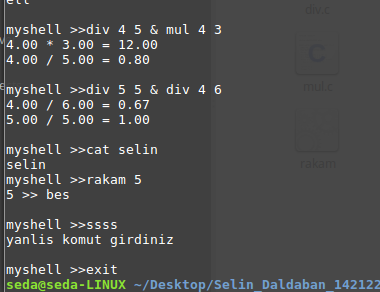 ell
myshell >>div 4 5 & mul 4 3
4.00 * 3.00 = 12.00
4.00 / 5.00 = 0.80
myshell >>div 5 5 & div 4 6
4.00 / 6.00 = 0.67
5.00 / 5.00 = 1.00
myshell >>cat selin
selin
myshell >>rakam 5
5 >> bes
myshell >>ssss
yanlis komut girdiniz
myshell >>exit
seda@seda-LINUX ~/Desktop/Selin_Daldaban_142122
div.c
C
mul.c
rakam